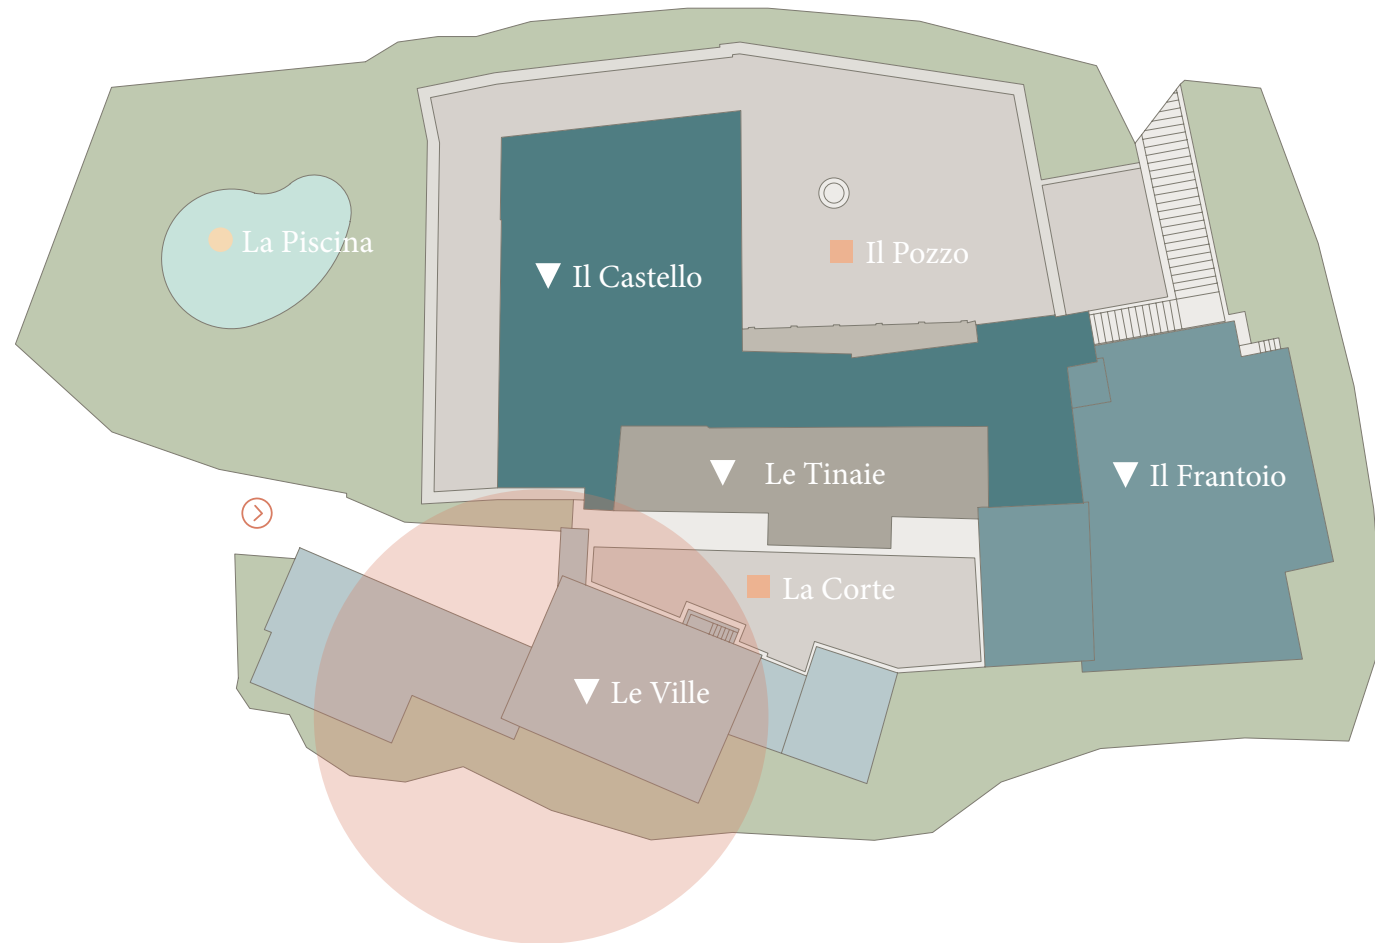 La Piscina
Il Pozzo
Il Castello
Le Tinaie
Il Frantoio
La Corte
Le Ville